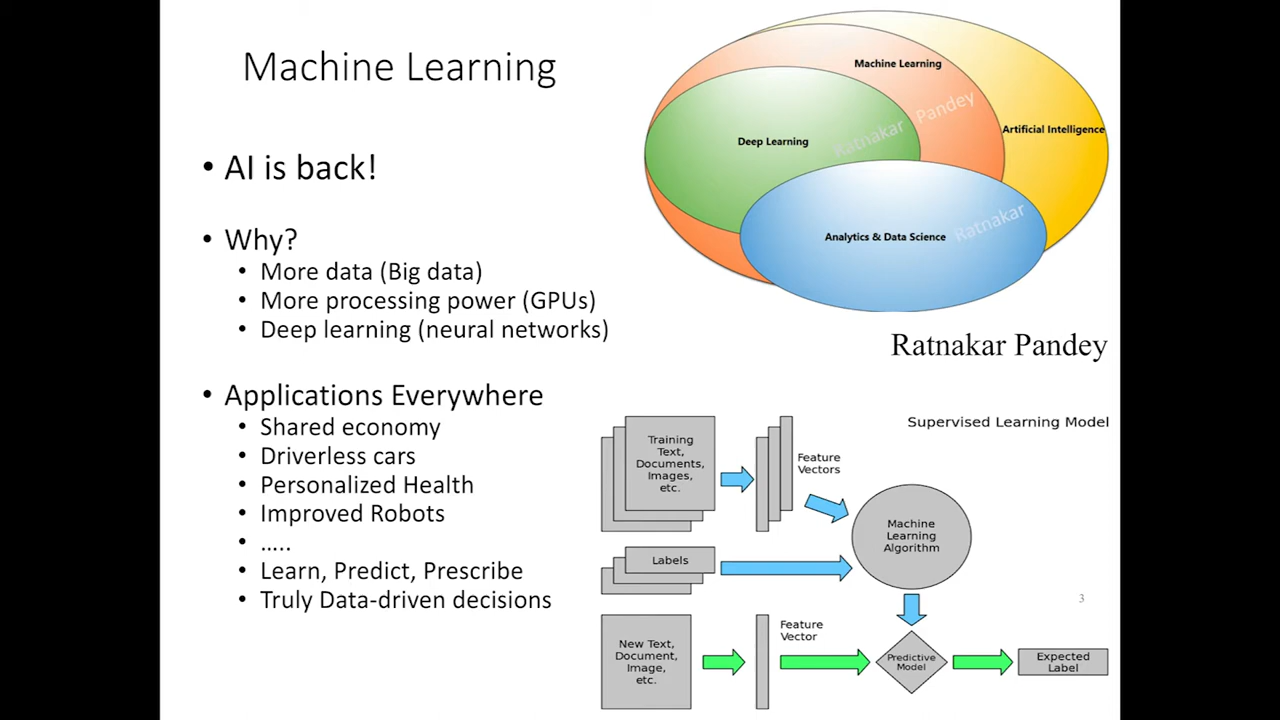 Machine Learning
• AI is back!
• Why?
• More data (Big data)
• More processing power (GPUs)
• Deep learning (neural networks)
• Applications Everywhere
• Shared economy
• Driverless cars
• Personalized Health
• Improved Robots
• .....
• Learn, Predict, Prescribe
• Truly Data-driven decisions
Machine Learning
Ratnakar Pandey
Artificial Intelligence
Deep Learning
Ratnakar
Analytics & Data Science
Ratnakar Pandey
Supervised Learning Model
Training
Text,
Documents,
Images,
etc.
Feature
Vectors
Machine
Learning
Algorithm
Labels
3
New Text,
Document,
Image,
etc.
Feature
Vector
Predictive
Model
Expected
Label